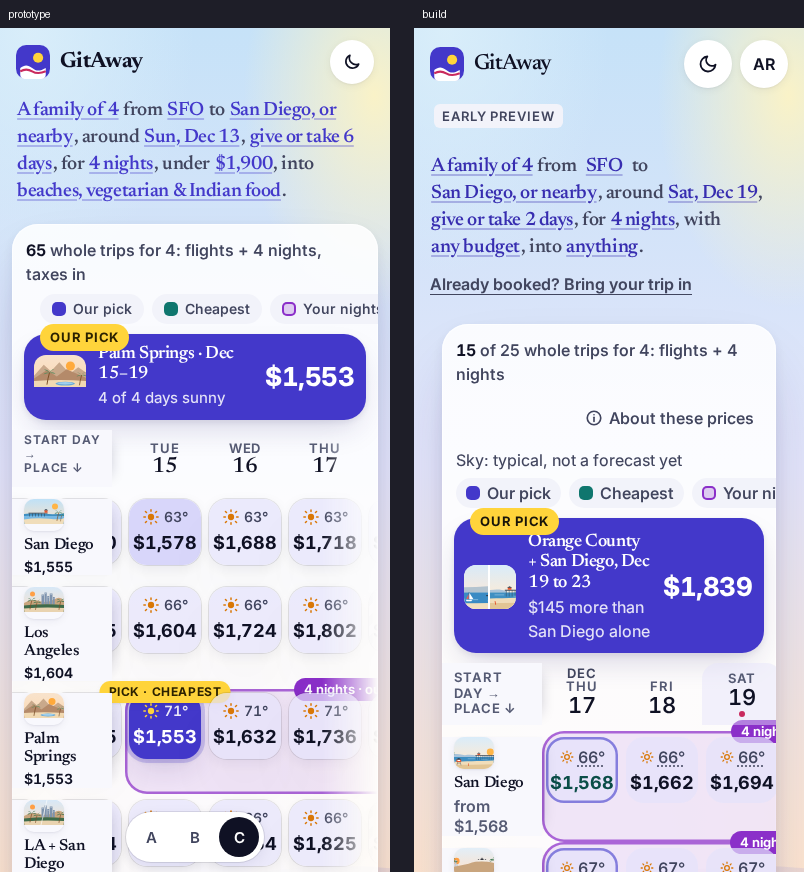 prototype
GitAway
A family of 4 from SFO to San Diego, or
nearby, around Sun, Dec 13, give or take 6
days, for 4 nights, under $1,900, into
beaches, vegetarian & Indian food.
65 whole trips for 4: flights + 4 nights,
taxes in
Our pick
Cheapest
Your nights
OUR PICK
Palm Springs · Dec
15–19
$1,553
4 of 4 days sunny
START DAY
→
PLACE ↓
TUE
15
WED
16
THU
17
San Diego
$1,555
63°
$1,578
63°
$1,688
63°
$1,718
Los
Angeles
$1,604
66°
$1,604
66°
$1,724
66°
$1,802
PICK · CHEAPEST
4 nights ·
Palm
Springs
$1,553
71°
$1,553
71°
$1,632
71°
$1,736
LA + San
Diego
66°
66°
$1,825
A
B
C
build
GitAway
AR
EARLY PREVIEW
A family of 4 from SFO to
San Diego, or nearby, around Sat, Dec 19,
give or take 2 days, for 4 nights, with
any budget, into anything.
Already booked? Bring your trip in
15 of 25 whole trips for 4: flights + 4
nights
About these prices
Sky: typical, not a forecast yet
Our pick
Cheapest
Your ni
OUR PICK
Orange County
+ San Diego, Dec
19 to 23
$1,839
$145 more than
San Diego alone
START
DAY →
PLACE ↓
DEC
THU
17
FRI
18
SAT
19
4 nigh
San Diego
from
$1,568
66°
$1,568
66°
$1,662
66°
$1,694
4 nigh
67°
67°
67°